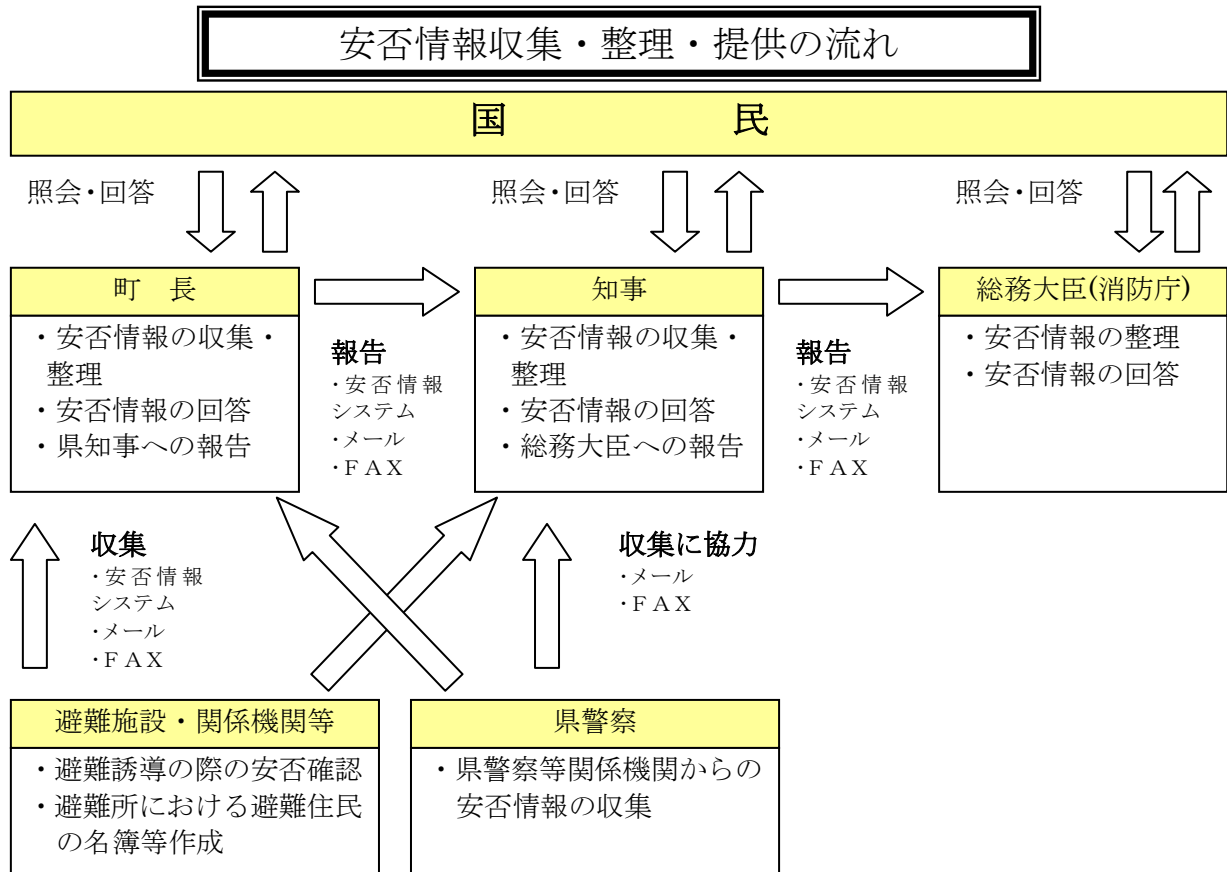 安否情報収集・整理・提供の流れ
国　　　　　　民
照会・回答
照会・回答
照会・回答
町　長
・安否情報の収集・
整理
・安否情報の回答
・県知事への報告
報告
・安否情報
システム
・メール
・ＦＡＸ
知事
・安否情報の収集・
整理
・安否情報の回答
・総務大臣への報告
報告
・安否情報
システム
・メール
・ＦＡＸ
総務大臣(消防庁)
・安否情報の整理
・安否情報の回答
収集
・安否情報
システム
・メール
・ＦＡＸ
収集に協力
・メール
・ＦＡＸ
避難施設・関係機関等
・避難誘導の際の安否確認
・避難所における避難住民
の名簿等作成
県警察
・県警察等関係機関からの
安否情報の収集